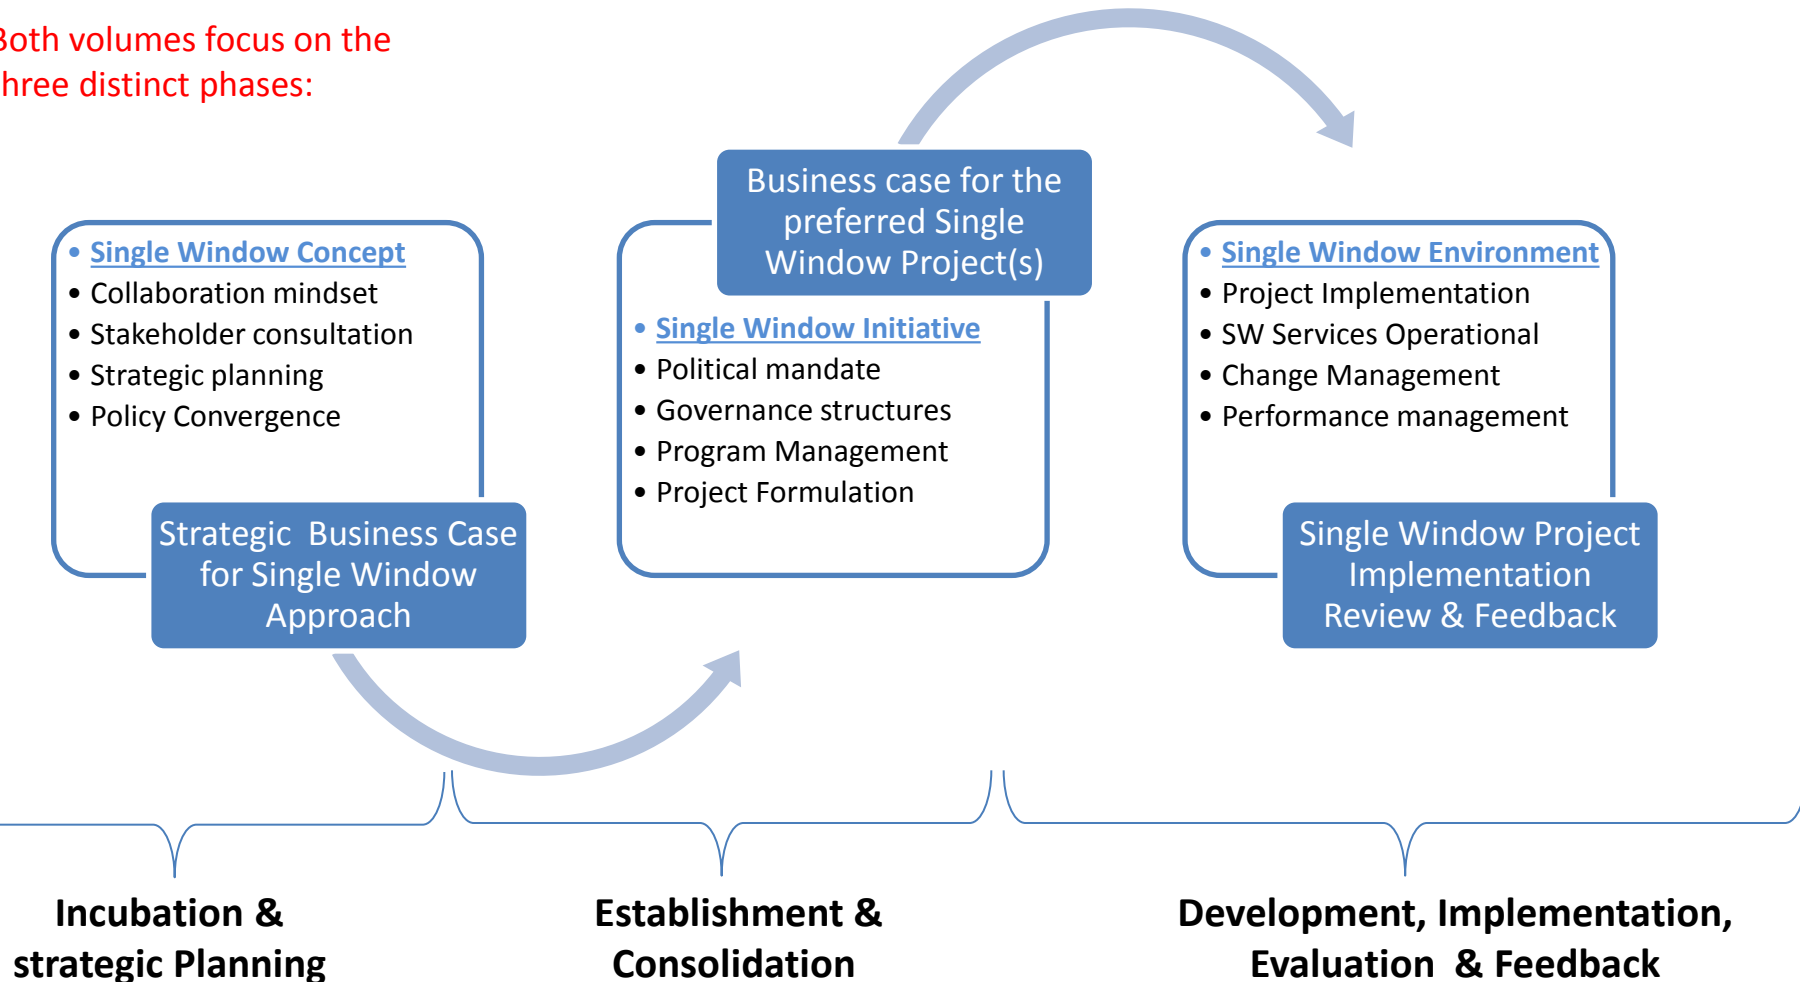 Both volumes focus on the
three distinct phases:
• Single Window Concept
• Collaboration mindset
• Stakeholder consultation
• Strategic planning
• Policy Convergence
Strategic Business Case
for Single Window
Approach
Business case for the
preferred Single
Window Project(s)
• Single Window Initiative
• Political mandate
• Governance structures
• Program Management
• Project Formulation
• Single Window Environment
• Project Implementation
• SW Services Operational
• Change Management
• Performance management
Single Window Project
Implementation
Review & Feedback
Incubation &
strategic Planning
Establishment &
Consolidation
Development, Implementation,
Evaluation & Feedback